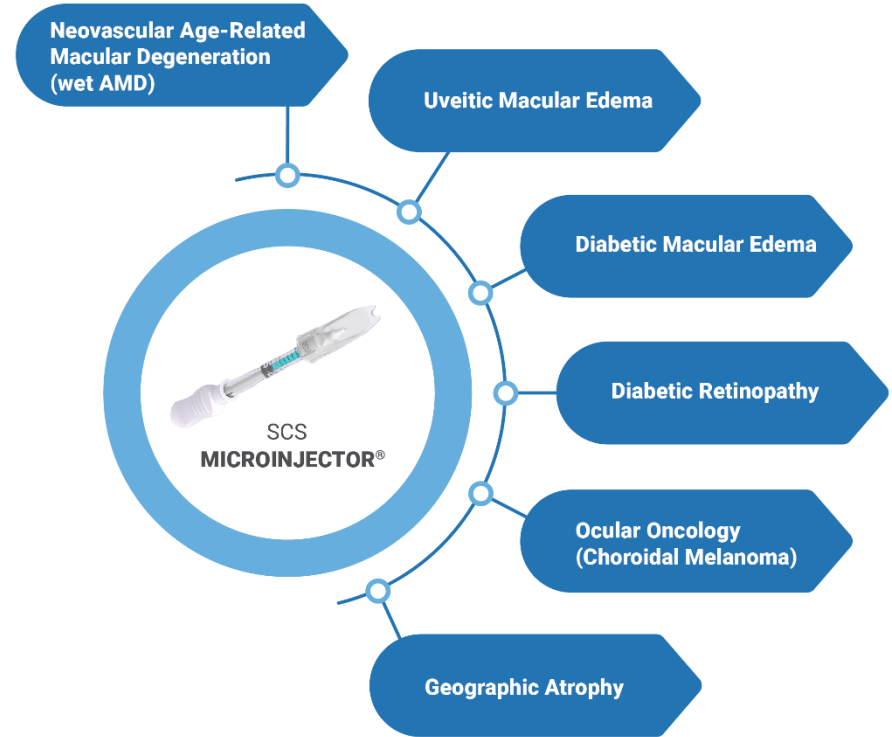 Neovascular Age-Related
Macular Degeneration
(wet AMD)
Uveitic Macular Edema
Diabetic Macular Edema
Diabetic Retinopathy
Ocular Oncology
(Choroidal Melanoma)
Geographic Atrophy
SCS
MICROINJECTOR®